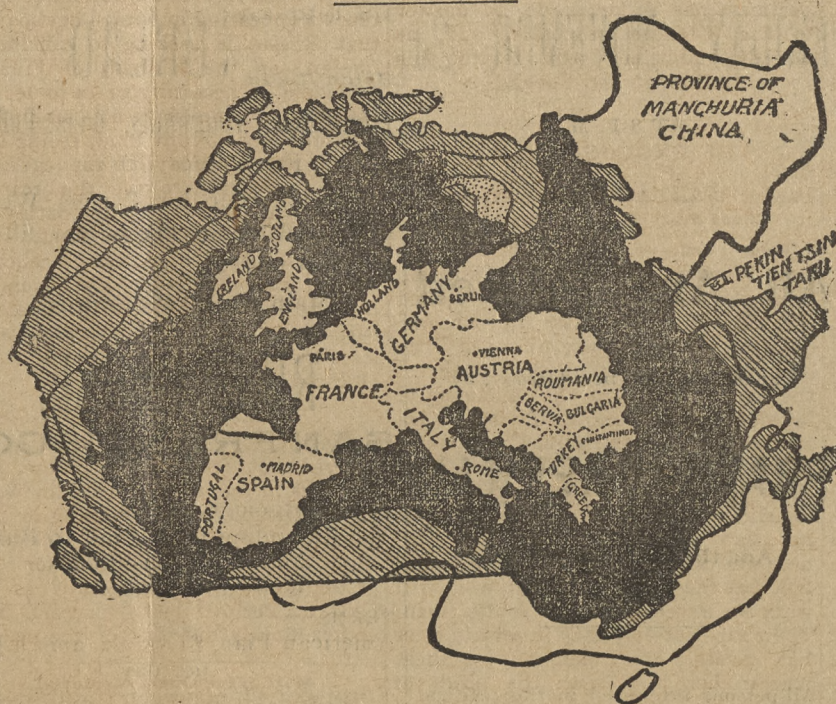 PROVINCE OF
MANCHURIA
CHINA
PEKIN
TIEN TSIN
TAKU
SCOTLAND
IRELAND
ENGLAND
HOLLAND
GERMANY
BERLIN
PARIS
VIENNA
AUSTRIA
FRANCE
ROUMANIA
SERVIA
BULGARIA
ITALY
TURKEY
CONSTANTINOPLE
MADRID
SPAIN
PORTUGAL
ROME
GREECE